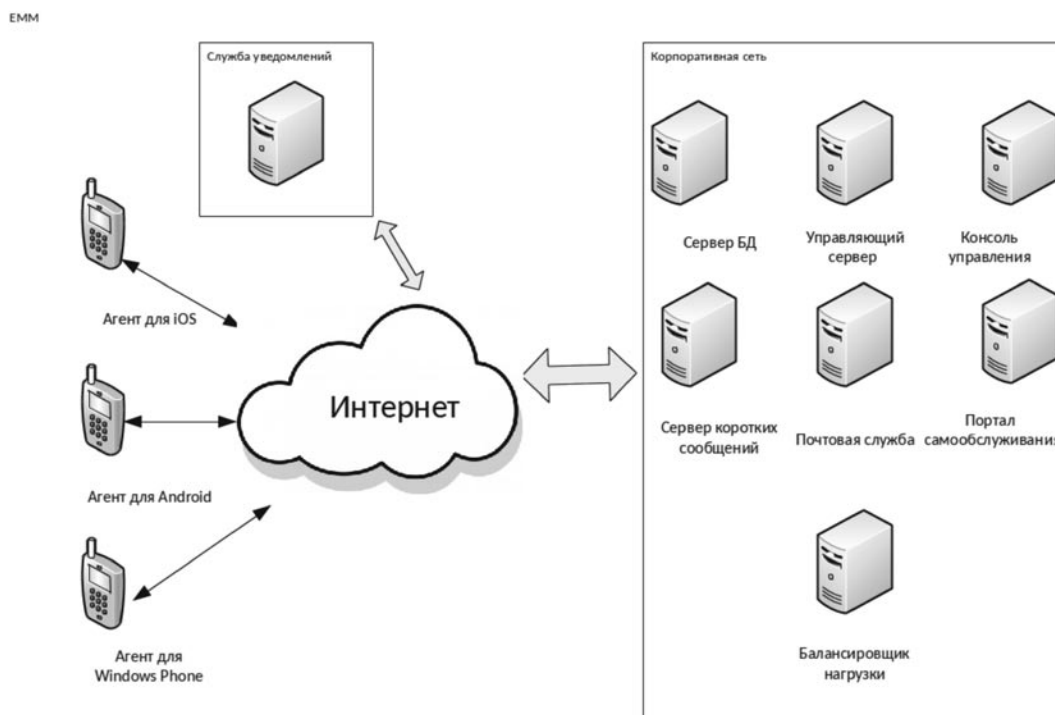 EMM
Служба уведомлений
Корпоративная сеть
Сервер БД
Управляющий
сервер
Консоль
управления
Агент для iOS
Интернет
Сервер коротких
сообщений
Почтовая служба
Портал
самообслуживания
Агент для Android
Агент для
Windows Phone
Балансировщик
нагрузки